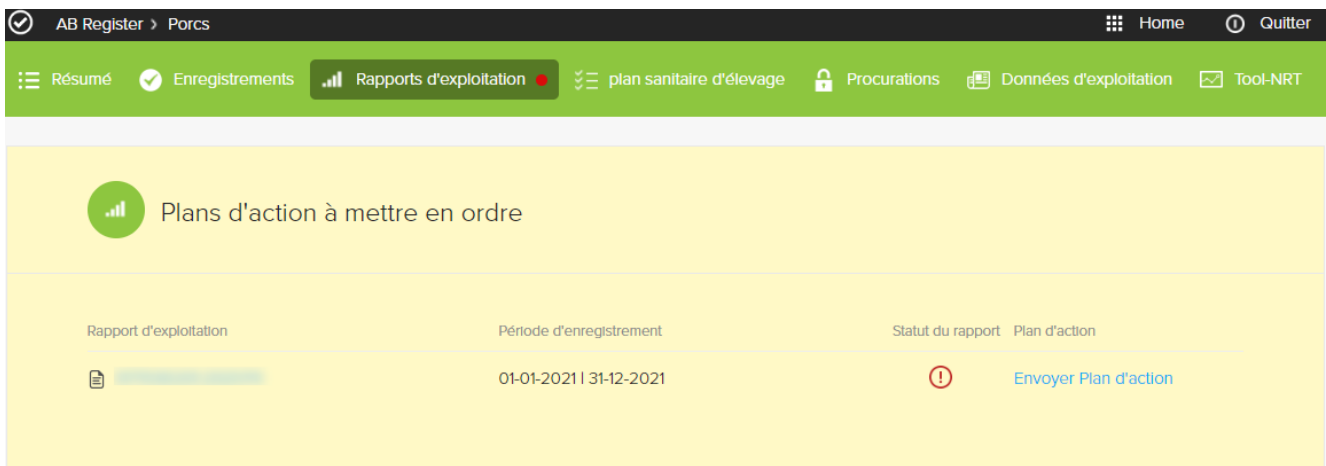 AB Register > Porcs Home Quitter
Résumé Enregistrements Rapports d'exploitation plan sanitaire d'élevage Procurations Données d'exploitation Tool-NRT
Plans d'action à mettre en ordre
Rapport d'exploitation Période d'enregistrement Statut du rapport Plan d'action
01-01-2021 | 31-12-2021 Envoyer Plan d'action